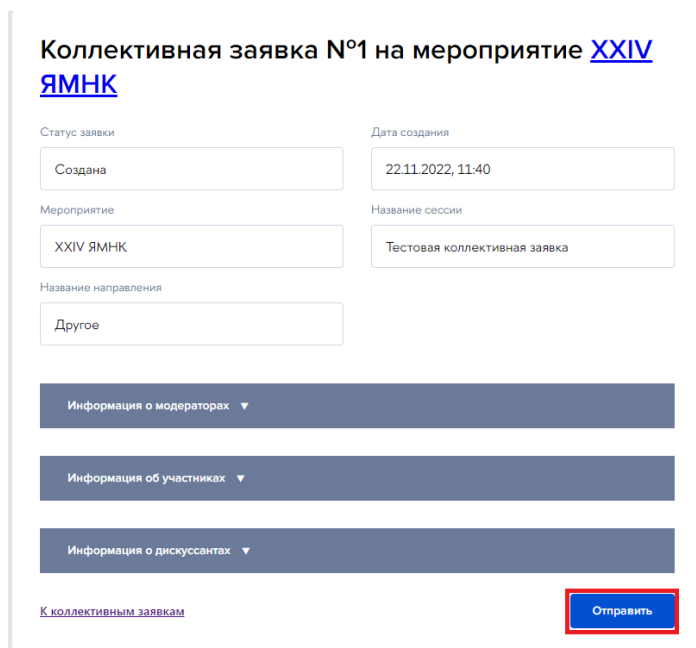 Коллективная заявка №1 на мероприятие XXIV
ЯМНК
Статус заявки
Дата создания
Создана
22.11.2022, 11:40
Мероприятие
Название сессии
XXIV ЯМНК
Тестовая коллективная заявка
Название направления
Другое
Информация о модераторах ▼
Информация об участниках ▼
Информация о дискуссантах ▼
К коллективным заявкам
Отправить